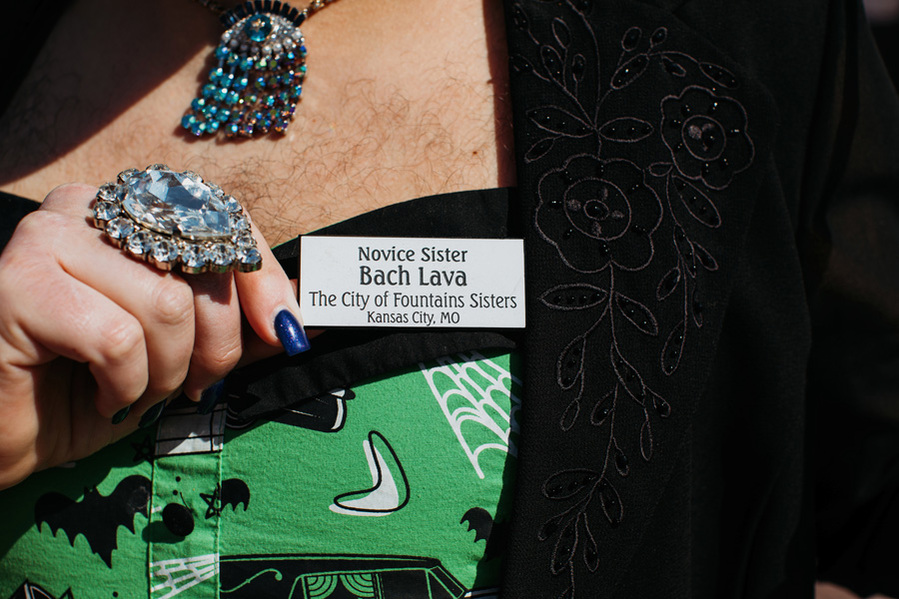 Novice Sister
Bach Lava
The City of Fountains Sisters
Kansas City, MO